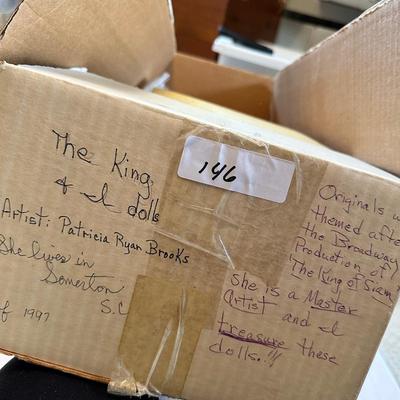 The King
& I dolls
Artist: Patricia Ryan Brooks
She lives in
Somerton
S.C
of 1997
146
Originals
themed after
the Broadway
Production of
"The King of Siam"
she is a Master
Artist and I
treasure these
dolls.!!!